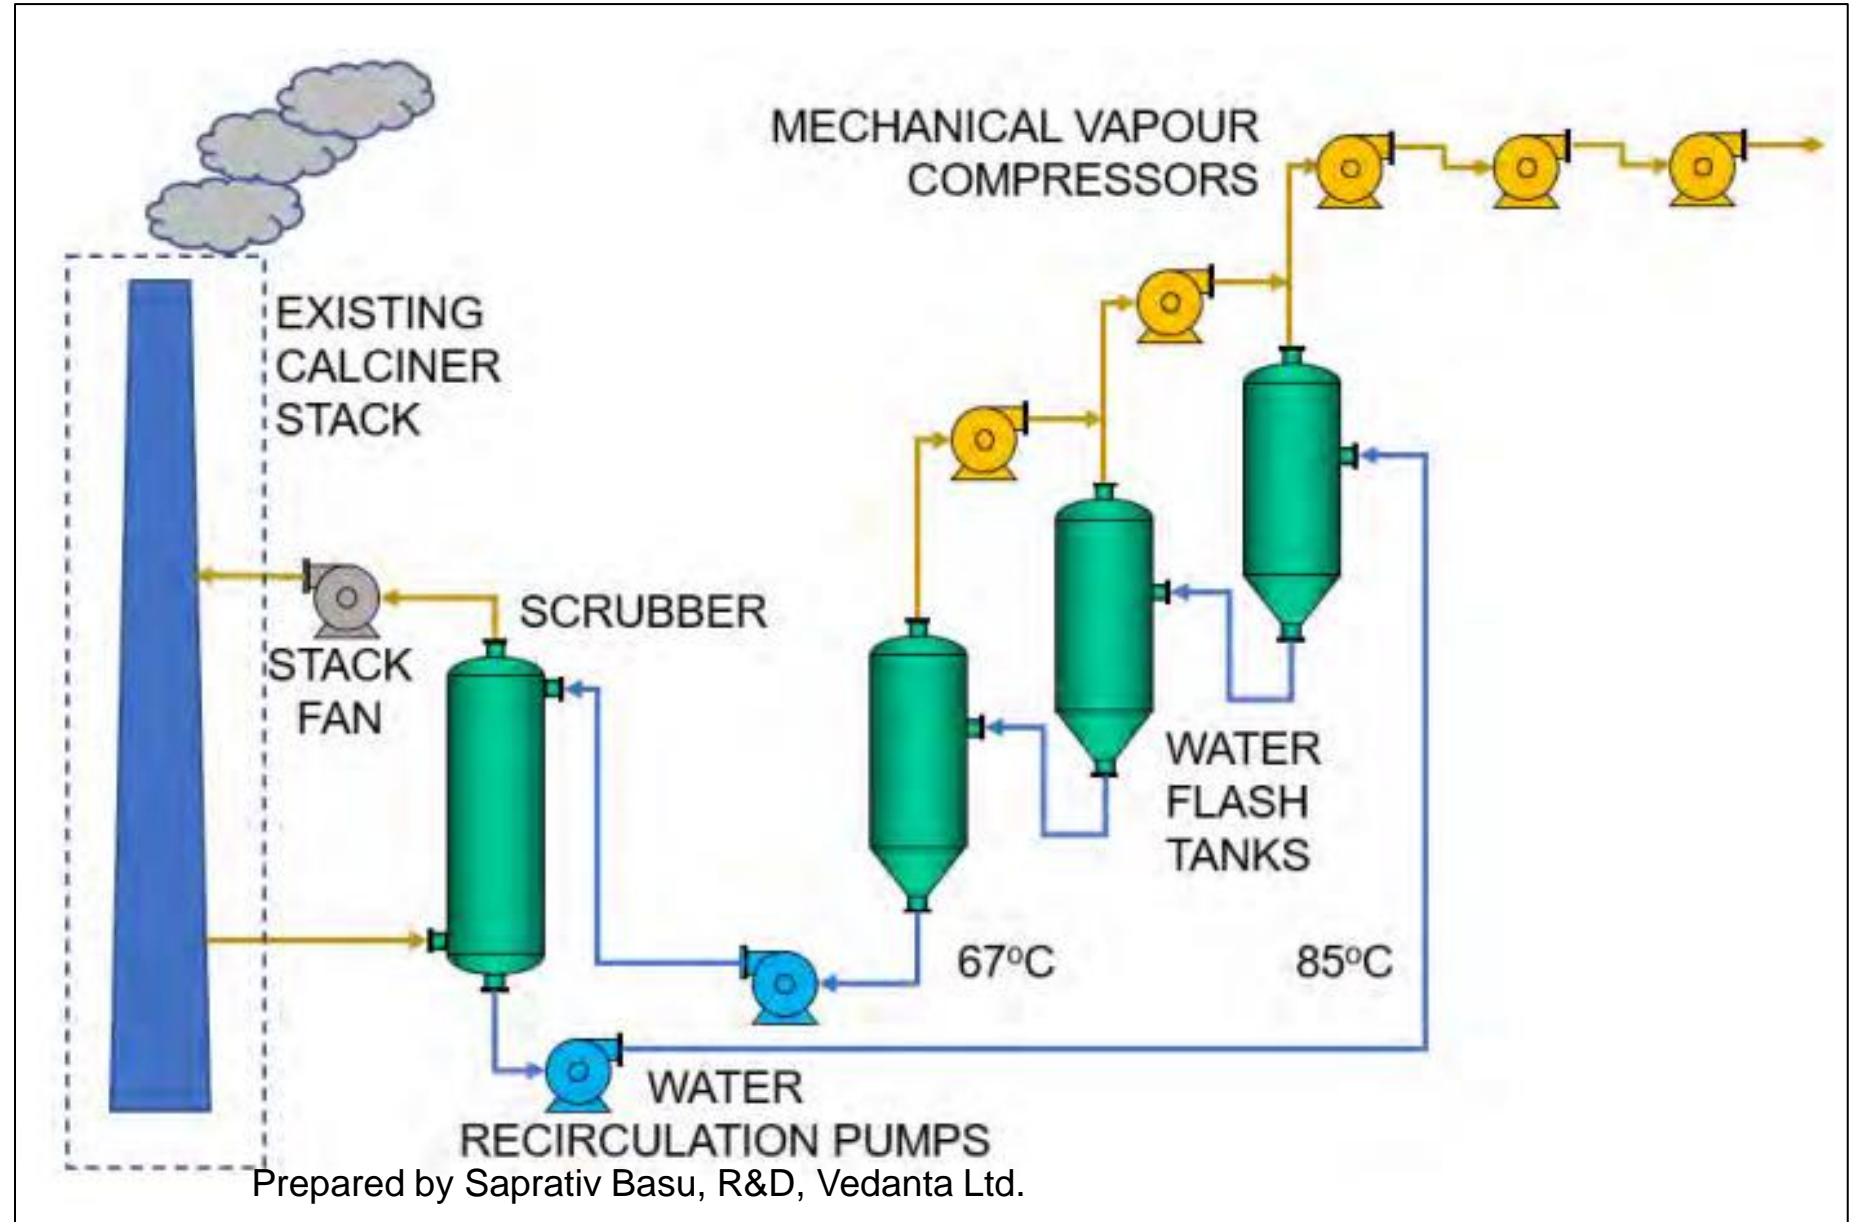 MECHANICAL VAPOUR
COMPRESSORS
EXISTING
CALCINER
STACK
SCRUBBER
STACK
FAN
WATER
FLASH
TANKS
67ºC
85ºC
WATER
RECIRCULATION PUMPS
Prepared by Saprativ Basu, R&D, Vedanta Ltd.